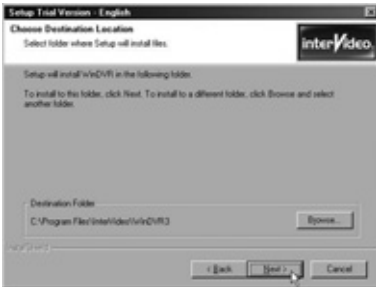 Setup Trial Version - English
Choose Destination Location
Select folder where Setup will install files.
interVideo.
Setup will install WinDVR in the following folder.
To install to this folder, click Next. To install to a different folder, click Browse and select
another folder.
Destination Folder
C:\Program Files\InterVideo\WinDVR3
Browse...
InstallShield
< Back
Next >
Cancel